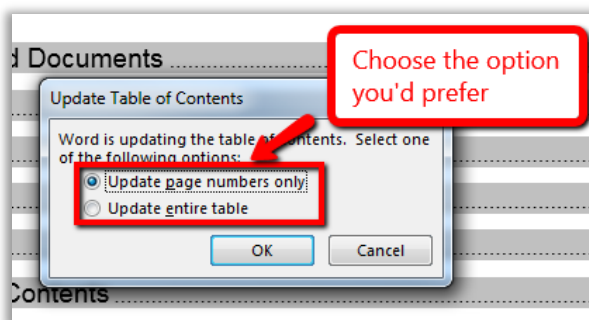 d Documents
Choose the option
you'd prefer
Update Table of Contents
Word is updating the table of contents. Select one
of the following options:
Update page numbers only
Update entire table
OK
Cancel
Contents